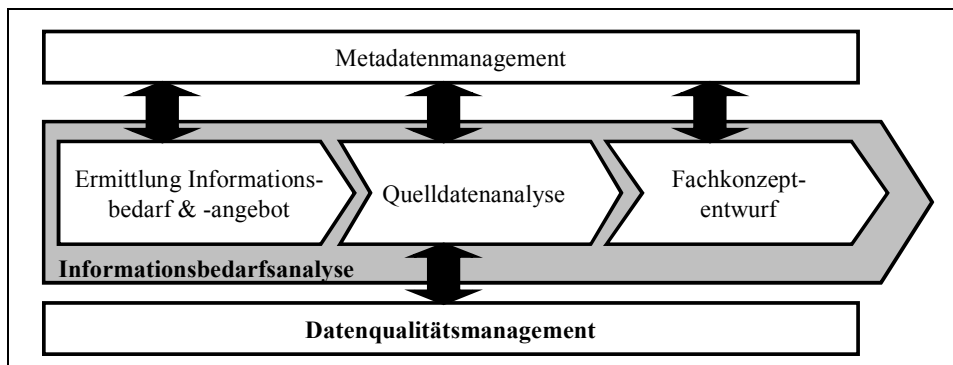 Metadatenmanagement
Ermittlung Informations-
bedarf & -angebot
Quelldatenanalyse
Fachkonzept-
entwurf
Informationsbedarfsanalyse
Datenqualitätsmanagement